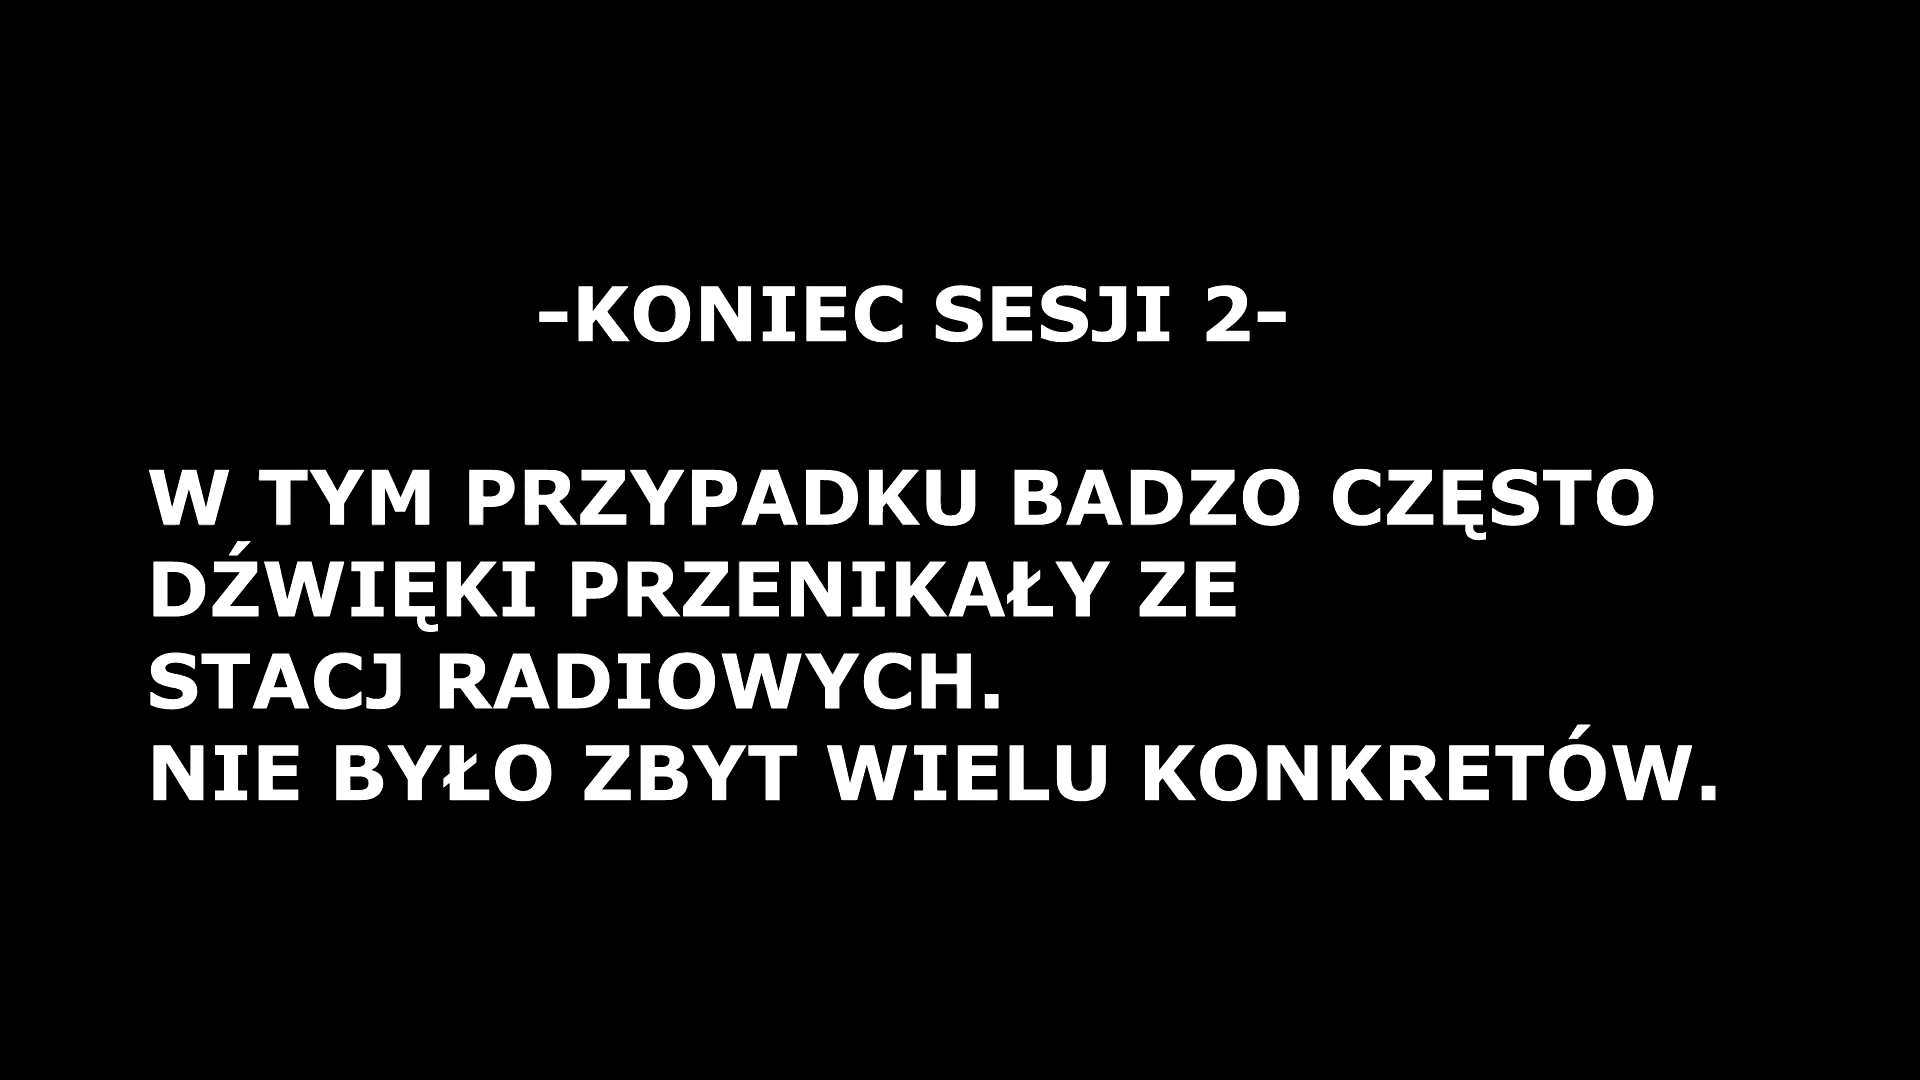 -KONIEC SESJI 2-
W TYM PRZYPADKU BADZO CZĘSTO
DŹWIĘKI PRZENIKAŁY ZE
STACJ RADIOWYCH.
NIE BYŁO ZBYT WIELU KONKRETÓW.